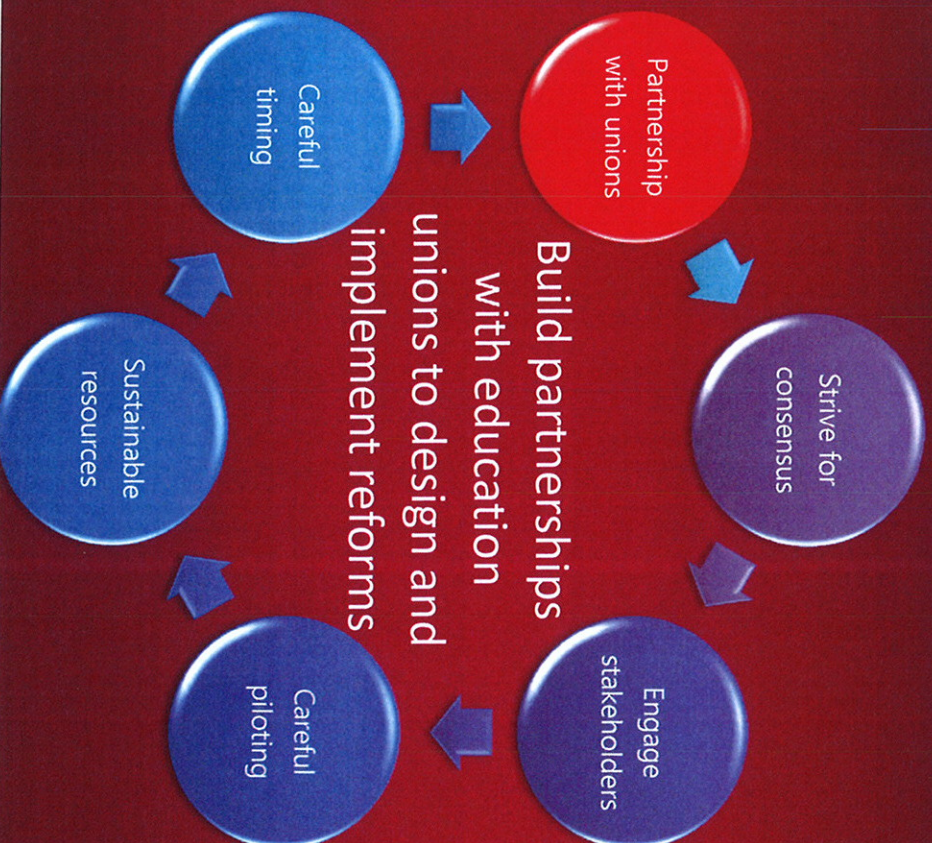 Strive for
consensus
Partnership
with unions
Engage
stakeholders
Build partnerships
with education
unions to design and
implement reforms
Careful
timing
Careful
piloting
Sustainable
resources